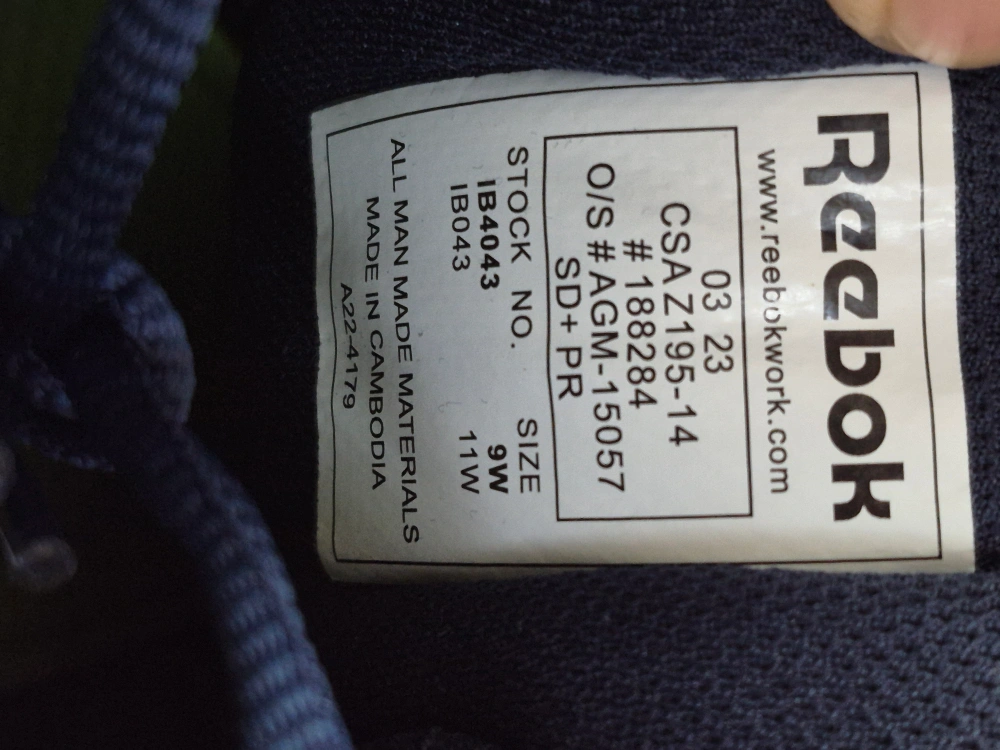 Reebok
www.reebokwork.com
03 23
CSA Z195-14
# 188284
O/S # AGM-15057
SD+ PR
STOCK NO. SIZE
IB4043 9W
IB043 11W
ALL MAN MADE MATERIALS
MADE IN CAMBODIA
A22-4179